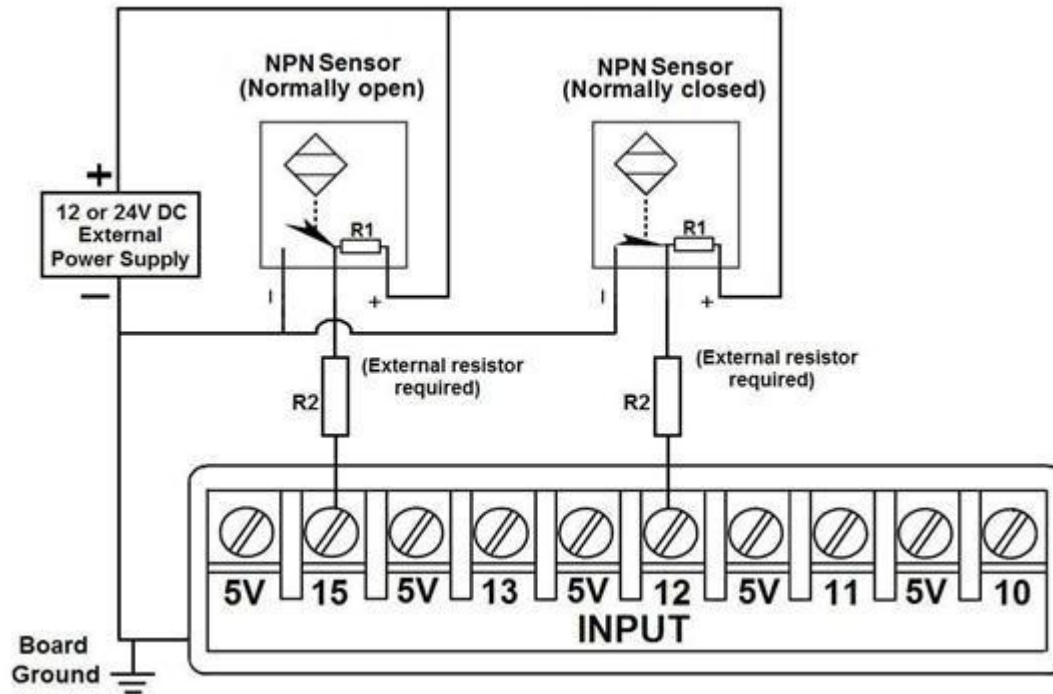 NPN Sensor
(Normally open)
NPN Sensor
(Normally closed)
+
12 or 24V DC
External
Power Supply
−
R1
R1
− +
− +
(External resistor
required)
(External resistor
required)
R2
R2
5V 15 5V 13 5V 12 5V 11 5V 10
INPUT
Board
Ground